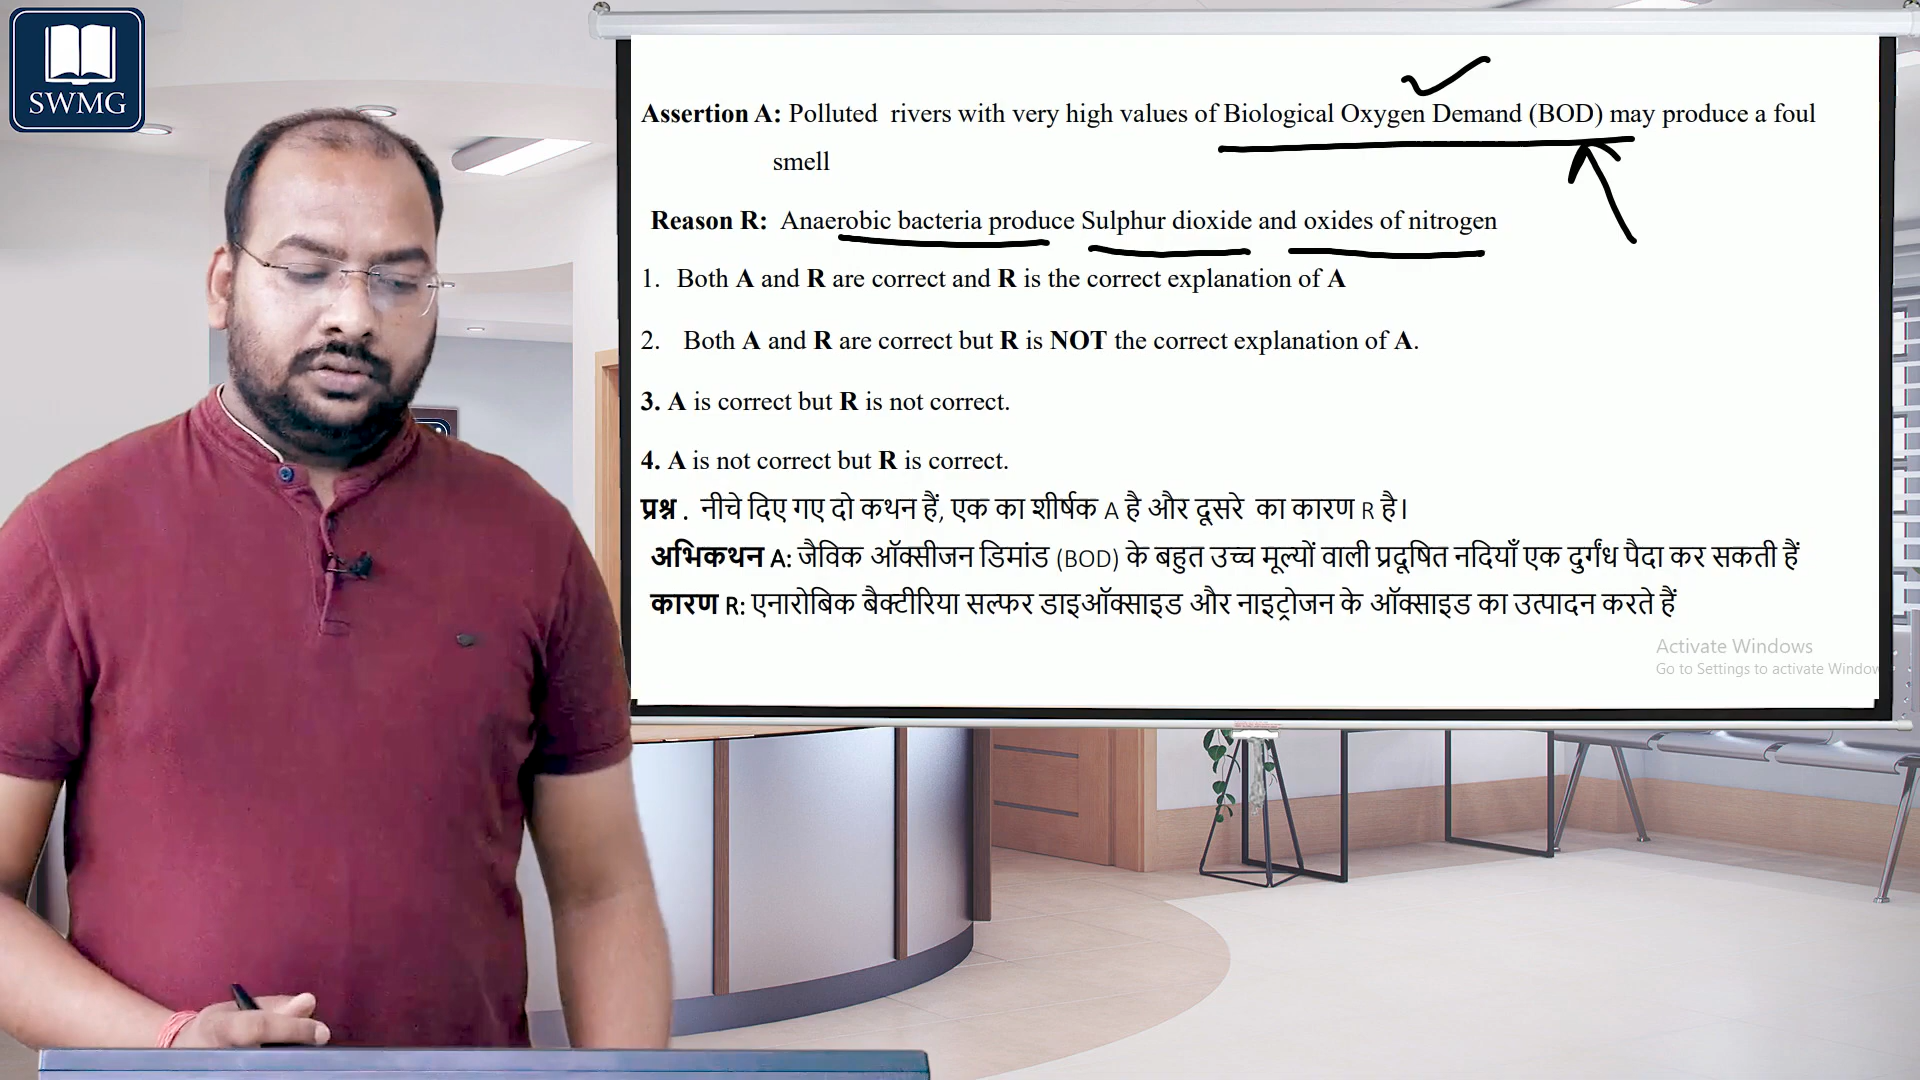 SWMG
Assertion A: Polluted rivers with very high values of Biological Oxygen Demand (BOD) may produce a foul
smell
Reason R: Anaerobic bacteria produce Sulphur dioxide and oxides of nitrogen
1. Both A and R are correct and R is the correct explanation of A
2. Both A and R are correct but R is NOT the correct explanation of A.
3. A is correct but R is not correct.
4. A is not correct but R is correct.
प्रश्न . नीचे दिए गए दो कथन हैं, एक का शीर्षक A है और दूसरे का कारण R है।
अभिकथन A: जैविक ऑक्सीजन डिमांड (BOD) के बहुत उच्च मूल्यों वाली प्रदूषित नदियाँ एक दुर्गंध पैदा कर सकती हैं
कारण R: एनारोबिक बैक्टीरिया सल्फर डाइऑक्साइड और नाइट्रोजन के ऑक्साइड का उत्पादन करते हैं
Activate Windows
Go to Settings to activate Window